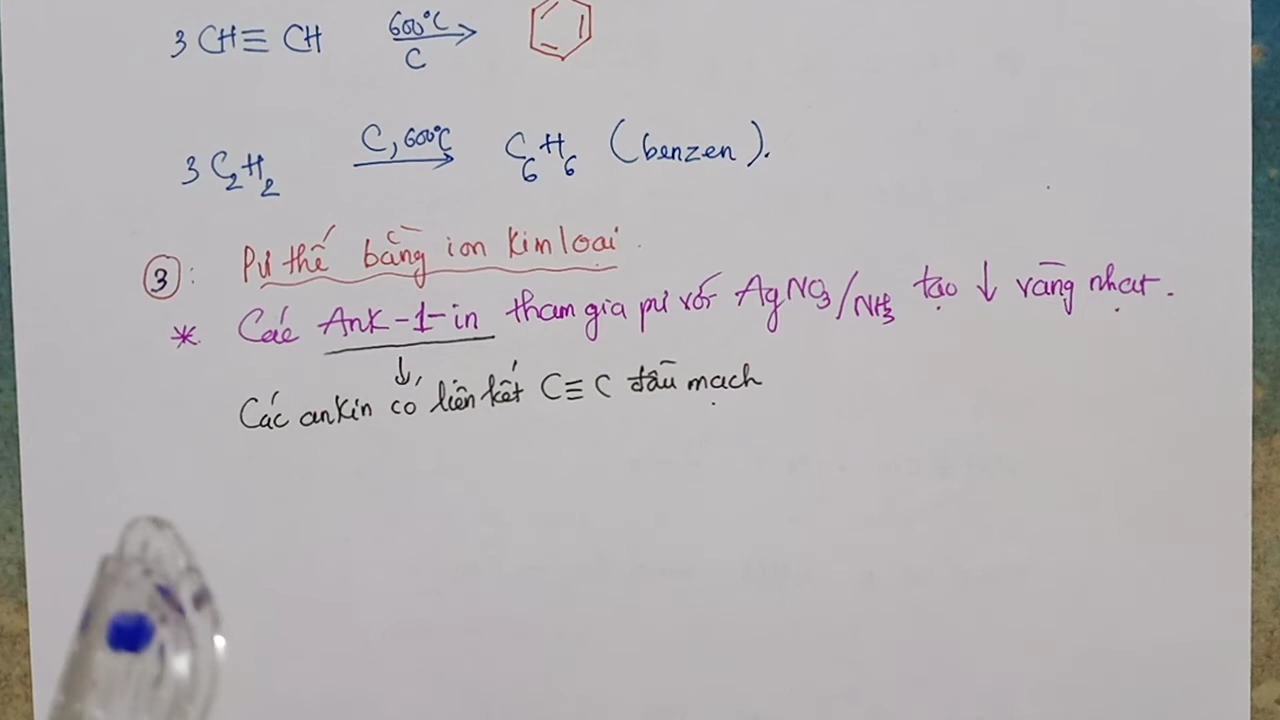 3 CH≡ CH 600°C C
3 C2H2 C, 600°C C6H6 (benzen).
3: Pư thế bằng ion kim loại.
* Các Ank-1-in tham gia pư với AgNO3/NH3 tạo ↓ vàng nhạt.
↓
Các ankin có liên kết C≡C đầu mạch